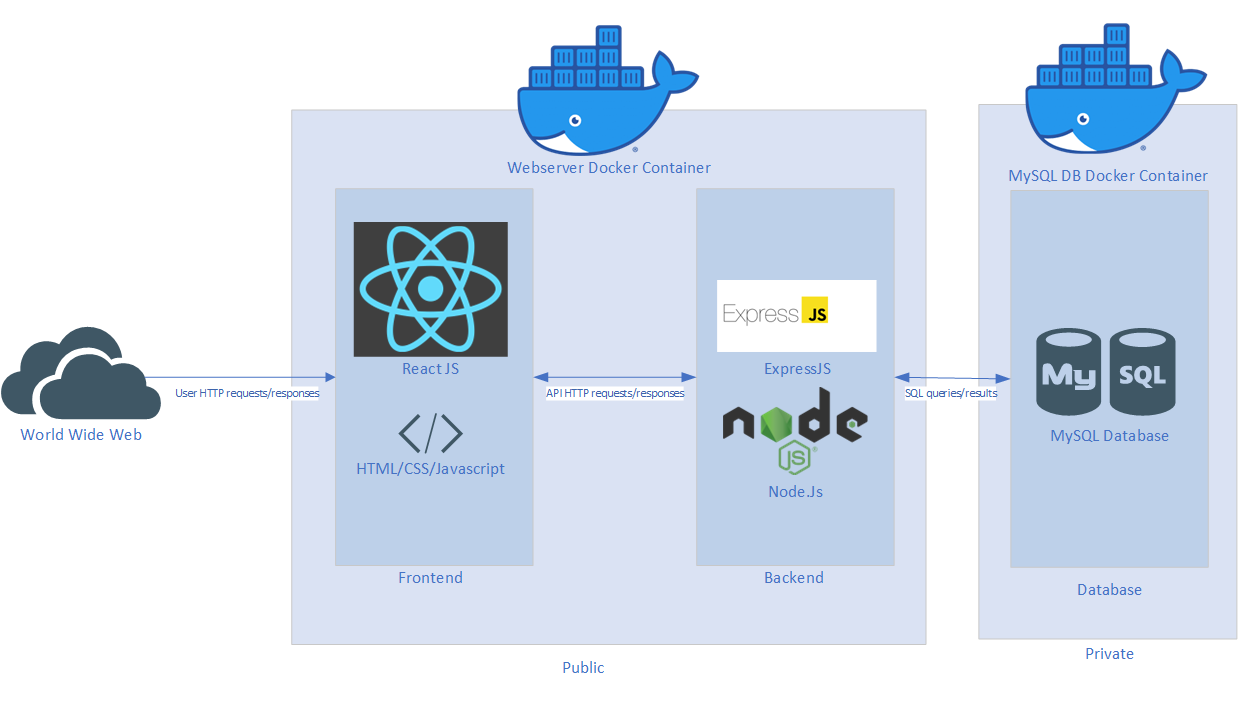 Webserver Docker Container
MySQL DB Docker Container
React JS
HTML/CSS/Javascript
Frontend
Express JS
ExpressJS
node
JS
Node.Js
Backend
My SQL
MySQL Database
Database
World Wide Web
User HTTP requests/responses
API HTTP requests/responses
SQL queries/results
Public
Private